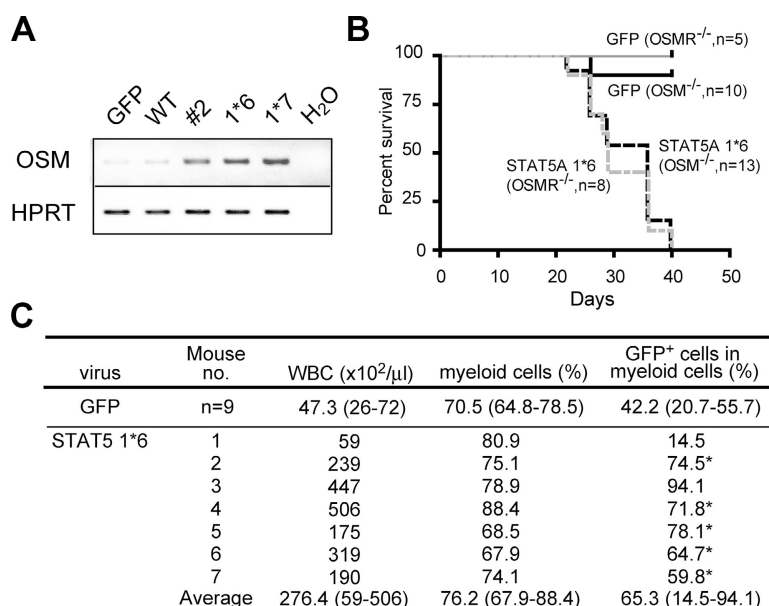 A
GFP WT #2 1*6 1*7 H2O
OSM
HPRT
B
Percent survival
100
75
50
25
0
0 10 20 30 40 50
Days
GFP (OSMR-/-,n=5)
GFP (OSM-/-,n=10)
STAT5A 1*6
(OSMR-/-,n=8)
STAT5A 1*6
(OSM-/-,n=13)
C
virus Mouse no. WBC (x10²/µl) myeloid cells (%) GFP+ cells in myeloid cells (%)
GFP n=9 47.3 (26-72) 70.5 (64.8-78.5) 42.2 (20.7-55.7)
STAT5 1*6 1 59 80.9 14.5
2 239 75.1 74.5*
3 447 78.9 94.1
4 506 88.4 71.8*
5 175 68.5 78.1*
6 319 67.9 64.7*
7 190 74.1 59.8*
Average 276.4 (59-506) 76.2 (67.9-88.4) 65.3 (14.5-94.1)